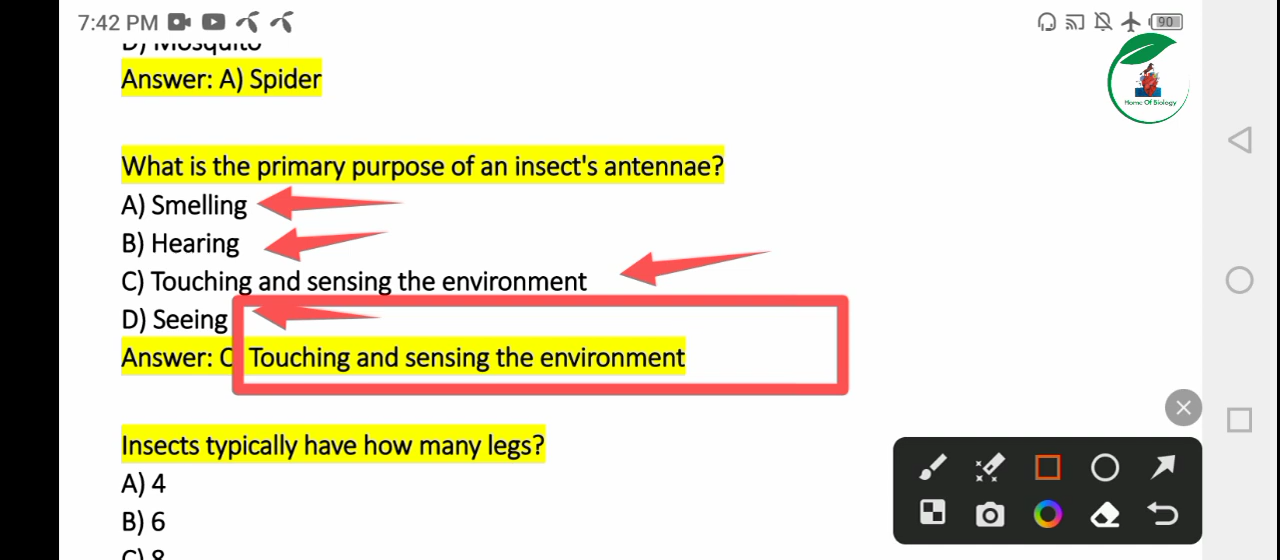 7:42 PM
90
D) Mosquito
Answer: A) Spider
Home Of Biology
What is the primary purpose of an insect's antennae?
A) Smelling
B) Hearing
C) Touching and sensing the environment
D) Seeing
Answer: C Touching and sensing the environment
Insects typically have how many legs?
A) 4
B) 6
C) 8